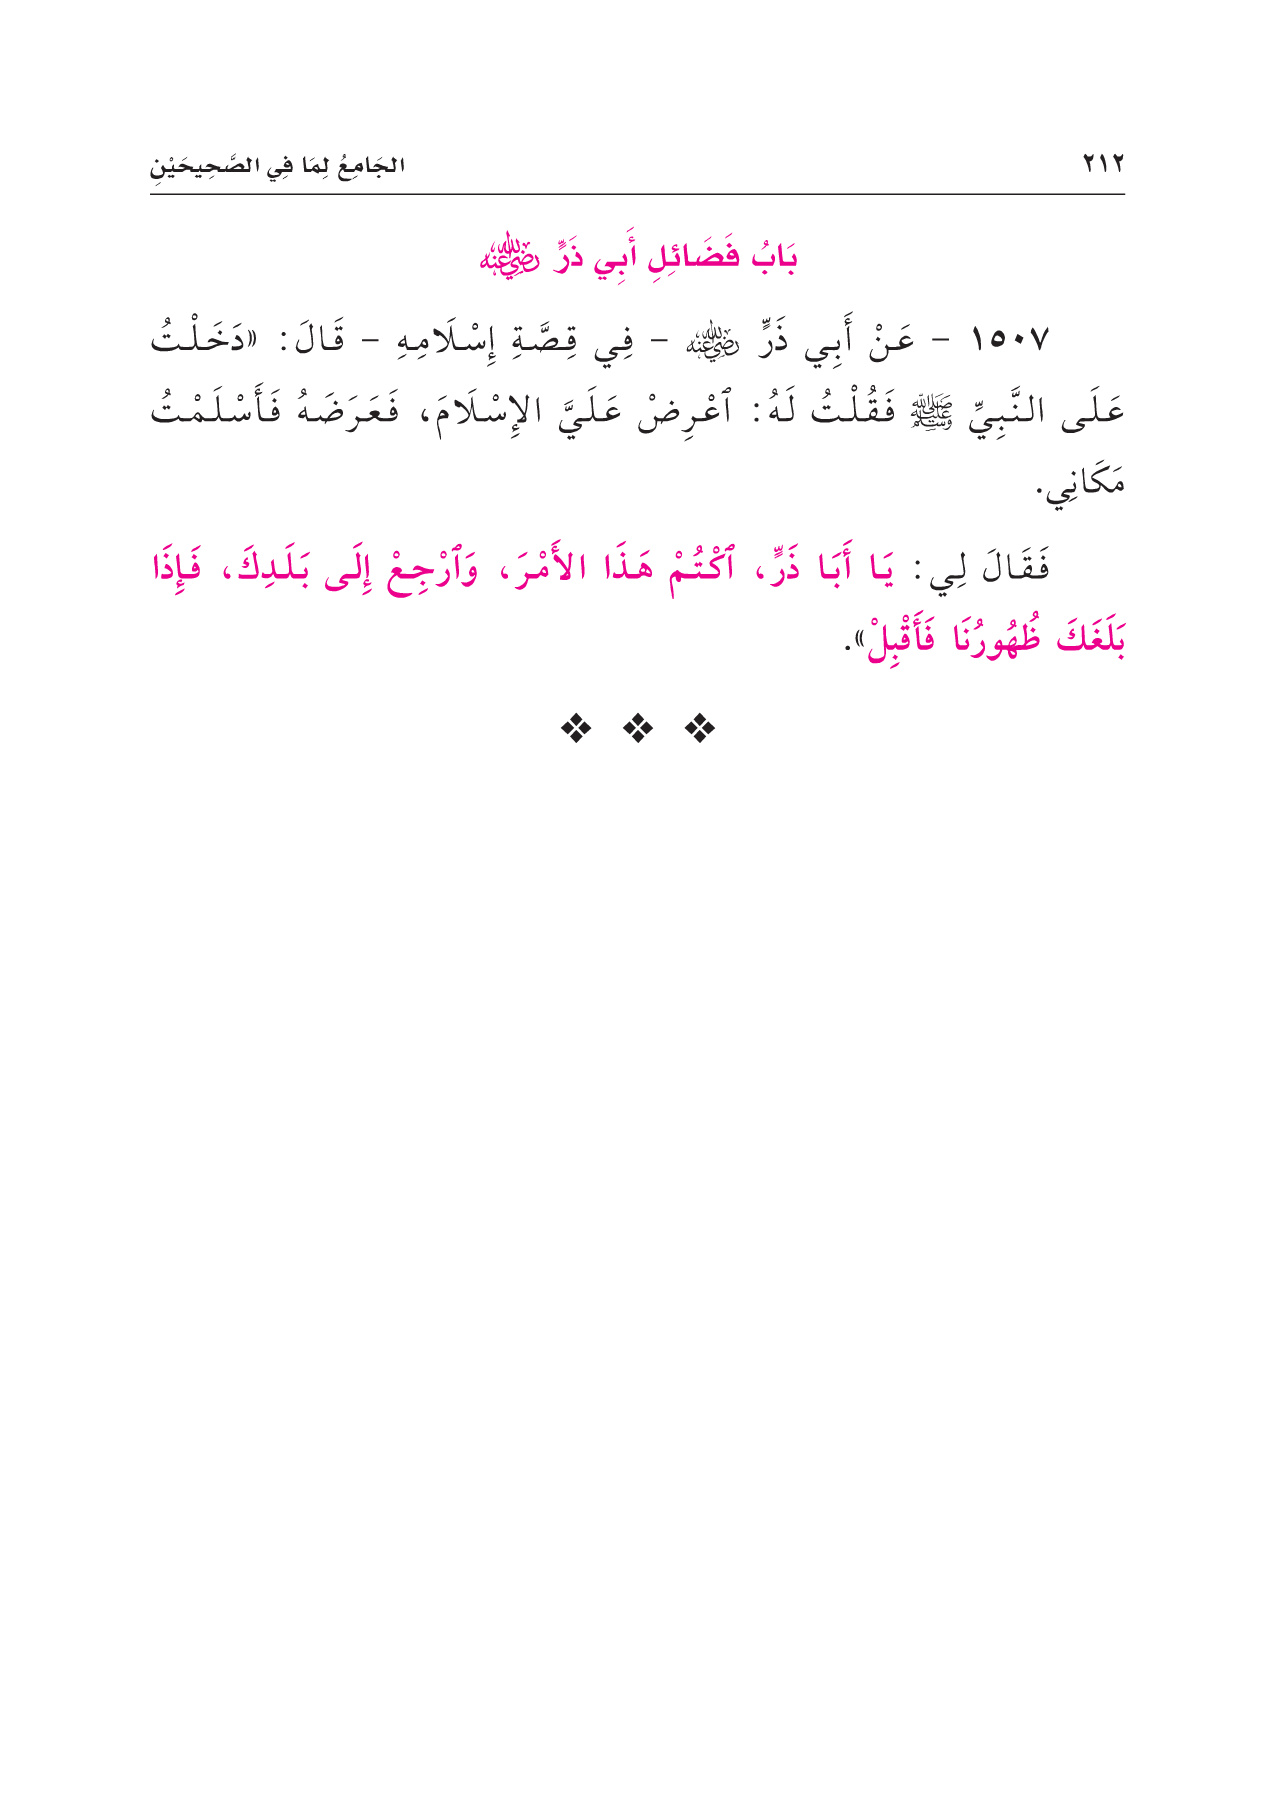 ٢١٢ الجَامِعُ لِمَا فِي الصَّحِيحَيْنِ
بَابُ فَضَائِلِ أَبِي ذَرٍّ رضي الله عنه
١٥٠٧ - عَنْ أَبِي ذَرٍّ رضي الله عنه - فِي قِصَّةِ إِسْلَامِهِ - قَالَ: «دَخَلْتُ
عَلَى النَّبِيِّ ﷺ فَقُلْتُ لَهُ: ٱعْرِضْ عَلَيَّ الإِسْلَامَ، فَعَرَضَهُ فَأَسْلَمْتُ
مَكَانِي.
فَقَالَ لِي: يَا أَبَا ذَرٍّ، ٱكْتُمْ هَذَا الأَمْرَ، وَٱرْجِعْ إِلَى بَلَدِكَ، فَإِذَا
بَلَغَكَ ظُهُورُنَا فَأَقْبِلْ».
❖ ❖ ❖